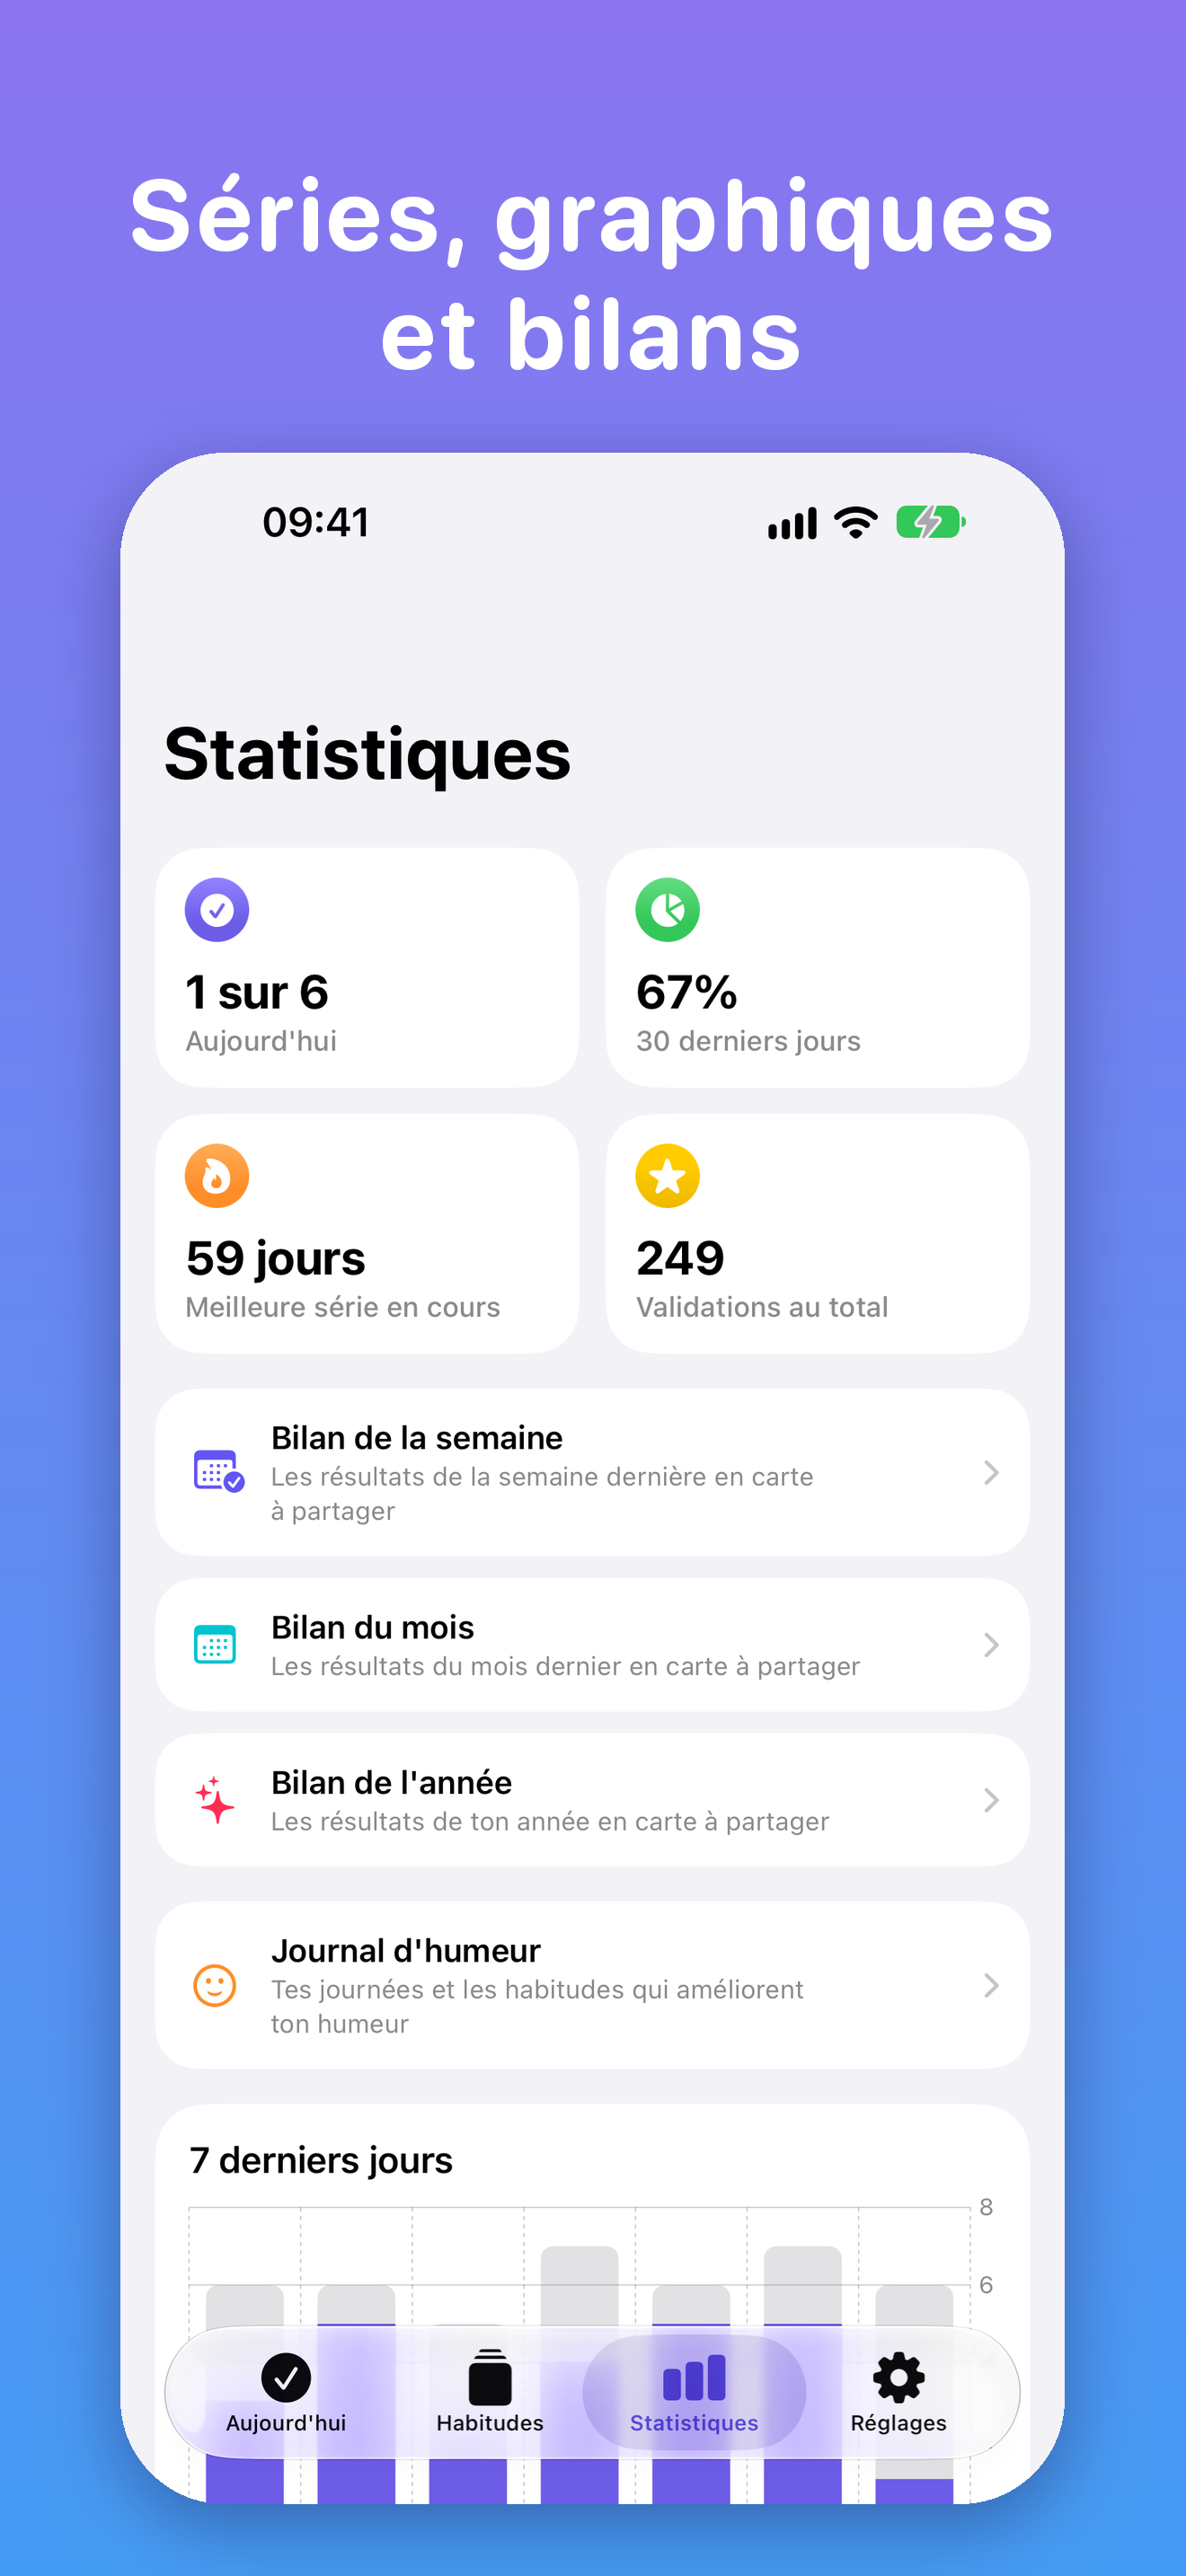 Séries, graphiques
et bilans
09:41
Statistiques
1 sur 6
Aujourd'hui
67%
30 derniers jours
59 jours
Meilleure série en cours
249
Validations au total
Bilan de la semaine
Les résultats de la semaine dernière en carte
à partager
Bilan du mois
Les résultats du mois dernier en carte à partager
Bilan de l'année
Les résultats de ton année en carte à partager
Journal d'humeur
Tes journées et les habitudes qui améliorent
ton humeur
7 derniers jours
8
6
Aujourd'hui
Habitudes
Statistiques
Réglages